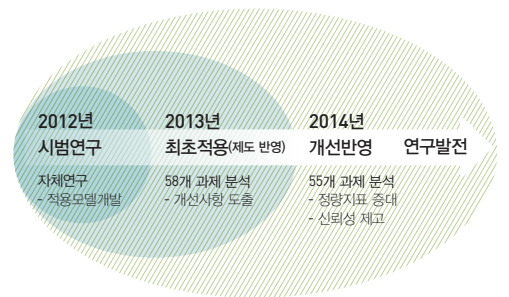 2012년
시범연구
자체연구
- 적용모델개발
2013년
최초적용(제도 반영)
58개 과제 분석
- 개선사항 도출
2014년
개선반영
55개 과제 분석
- 정량지표 증대
- 신뢰성 제고
연구발전